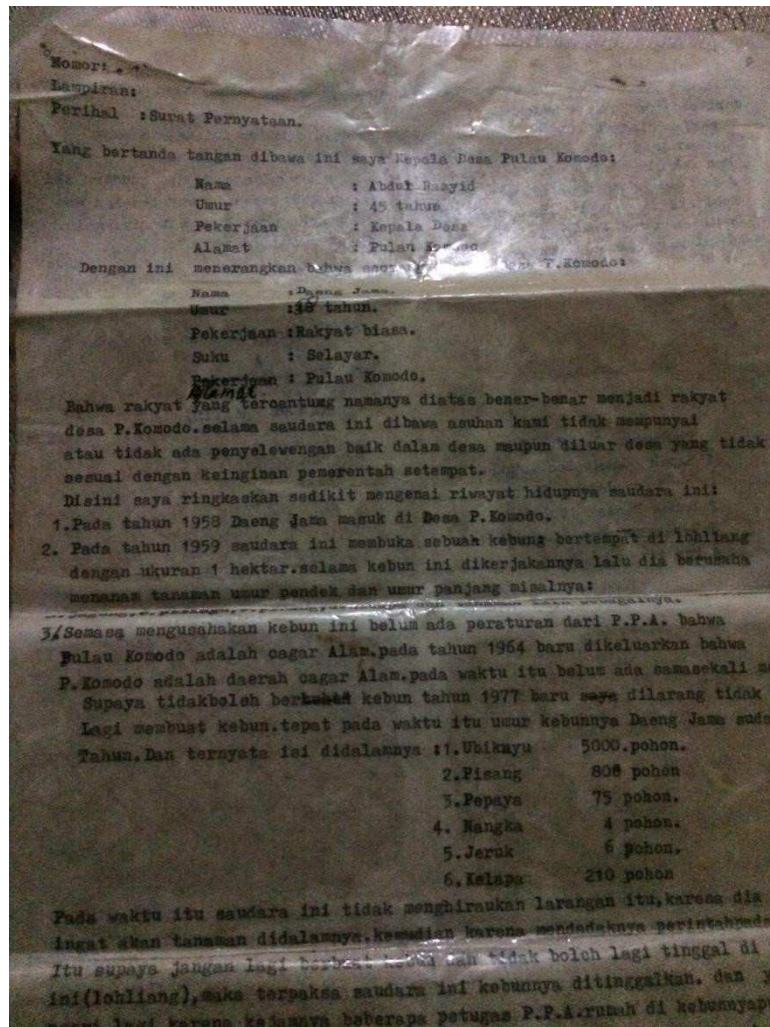 Nomor:
Lampiran:
Perihal :Surat Pernyataan.
Yang bertanda tangan dibawa ini saya Kepala Desa Pulau Komodo:
Nama : Abdul Rasyid
Umur : 45 tahun
Pekerjaan : Kepala Desa
Alamat : Pulau Komodo
Dengan ini menerangkan bahwa P.Komodo:
Nama :Daeng Jama.
Umur : tahun.
Pekerjaan :Rakyat biasa.
Suku : Selayar.
Pekerjaan : Pulau Komodo.
Alamat
Bahwa rakyat yang tercantumg namanya diatas bener-benar menjadi rakyat
desa P.Komodo.selama saudara ini dibawa asuhan kami tidak mempunyai
atau tidak ada penyelewengan baik dalam desa maupun diluar desa yang tidak
sesuai dengan keinginan pemerentah setempat.
Disini saya ringkaskan sedikit mengenai riwayat hidupnya saudara ini:
1.Pada tahun 1958 Daeng Jama masuk di Desa P.Komodo.
2. Pada tahun 1959 saudara ini membuka sebuah kebung bertempat di lohliang
dengan ukuran 1 hektar.selama kebun ini dikerjakannya lalu dia berusaha
menanam tanaman umur pendek dan umur panjang misalnya:
3.Semasa mengusahakan kebun ini belum ada peraturan dari P.P.A. bahwa
Pulau Komodo adalah cagar Alam.pada tahun 1964 baru dikeluarkan bahwa
P.Komodo adalah daerah cagar Alam.pada waktu itu belum ada samasekali
Supaya tidakboleh kebun tahun 1977 baru saya dilarang tidak
Lagi membuat kebun.tepat pada waktu itu umur kebunnya Daeng Jama
Tahun.Dan ternyata isi didalamnya :1.Ubikayu 5000.pohon.
2.Pisang 808 pohon
3.Pepaya 75 pohon.
4. Nangka 4 pohon.
5.Jeruk 6 pohon.
6.Kelapa 210 pohon
Pada waktu itu saudara ini tidak menghiraukan larangan itu,karena dia
ingat akan tanaman didalamnya.kemudian karena mendadaknya
Itu supaya jangan lagi berbuat kebun dan tidak boleh lagi tinggal di
ini(lohliang),maka terpaksa saudara ini kebunnya ditinggalkan. dan
lagi karena kejamnya beberapa petugas P.P.A.rumah di